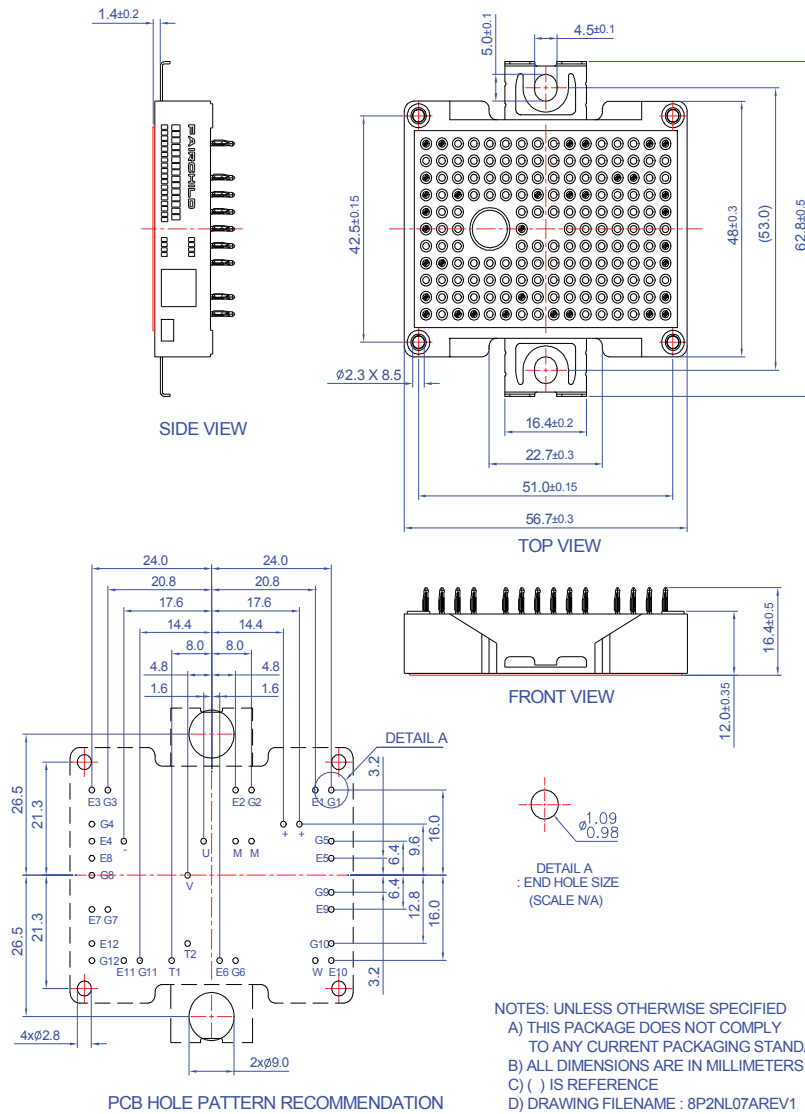 1.4±0.2
5.0±0.1
4.5±0.1
FAIRCHILD
42.5±0.15
48±0.3
(53.0)
62.8±0.5
Ø2.3 X 8.5
16.4±0.2
22.7±0.3
51.0±0.15
56.7±0.3
SIDE VIEW
TOP VIEW
24.0 24.0
20.8 20.8
17.6 17.6
14.4 14.4
8.0 8.0
4.8 4.8
1.6 1.6
16.4±0.5
12.0±0.35
FRONT VIEW
DETAIL A
3.2
26.5
21.3
E3 G3 E2 G2 E1 G1
G4 + +
E4 - U M M G5
E8 E5
G8 V G9
E7 G7 E9
E12 T2 G10
G12 E11 G11 T1 E6 G6 W E10
16.0
9.6
6.4
6.4
12.8
16.0
3.2
21.3
26.5
4xØ2.8
2xØ9.0
Ø1.09
0.98
DETAIL A
: END HOLE SIZE
(SCALE N/A)
PCB HOLE PATTERN RECOMMENDATION
NOTES: UNLESS OTHERWISE SPECIFIED
A) THIS PACKAGE DOES NOT COMPLY
TO ANY CURRENT PACKAGING STANDA
B) ALL DIMENSIONS ARE IN MILLIMETERS
C) ( ) IS REFERENCE
D) DRAWING FILENAME : 8P2NL07AREV1